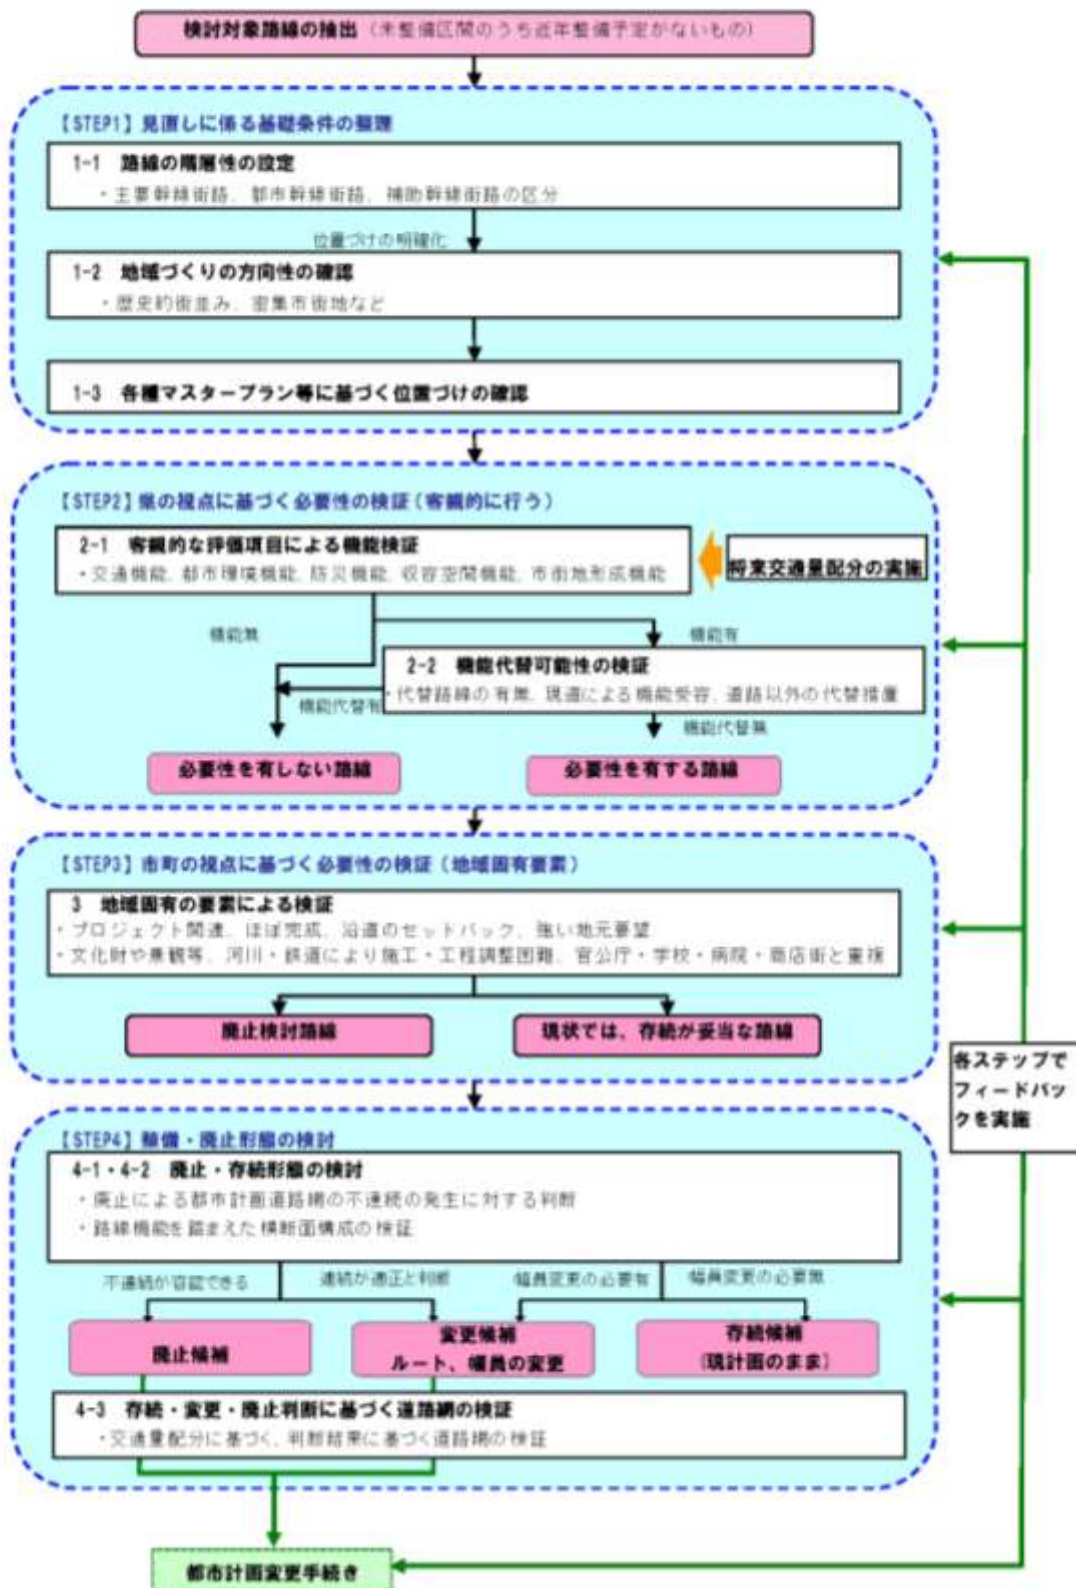 検討対象路線の抽出（未整備区間のうち近年整備予定がないもの）
【STEP1】見直しに係る基礎条件の整理
1-1 路線の階層性の設定
・主要幹線街路、都市幹線街路、補助幹線街路の区分
位置づけの明確化
1-2 地域づくりの方向性の確認
・歴史的街並み、密集市街地など
1-3 各種マスタープラン等に基づく位置づけの確認
【STEP2】県の視点に基づく必要性の検証（客観的に行う）
2-1 客観的な評価項目による機能検証
・交通機能、都市環境機能、防災機能、収容空間機能、市街地形成機能
将来交通量配分の実施
機能無
機能有
2-2 機能代替可能性の検証
・代替路線の有無、現道による機能受容、道路以外の代替措置
機能代替有
機能代替無
必要性を有しない路線
必要性を有する路線
【STEP3】市町の視点に基づく必要性の検証（地域固有要素）
3 地域固有の要素による検証
・プロジェクト関連、ほぼ完成、沿道のセットバック、強い地元要望
・文化財や景観等、河川・鉄道により施工・工程調整困難、官公庁・学校・病院・商店街と重複
廃止検討路線
現状では、存続が妥当な路線
各ステップで
フィードバッ
クを実施
【STEP4】整備・廃止形態の検討
4-1・4-2 廃止・存続形態の検討
・廃止による都市計画道路網の不連続の発生に対する判断
・路線機能を踏まえた横断面構成の検証
不連続が容認できる
連続が適正と判断
幅員変更の必要有
幅員変更の必要無
廃止候補
変更候補
ルート、幅員の変更
存続候補
（現計画のまま）
4-3 存続・変更・廃止判断に基づく道路網の検証
・交通量配分に基づく、判断結果に基づく道路網の検証
都市計画変更手続き